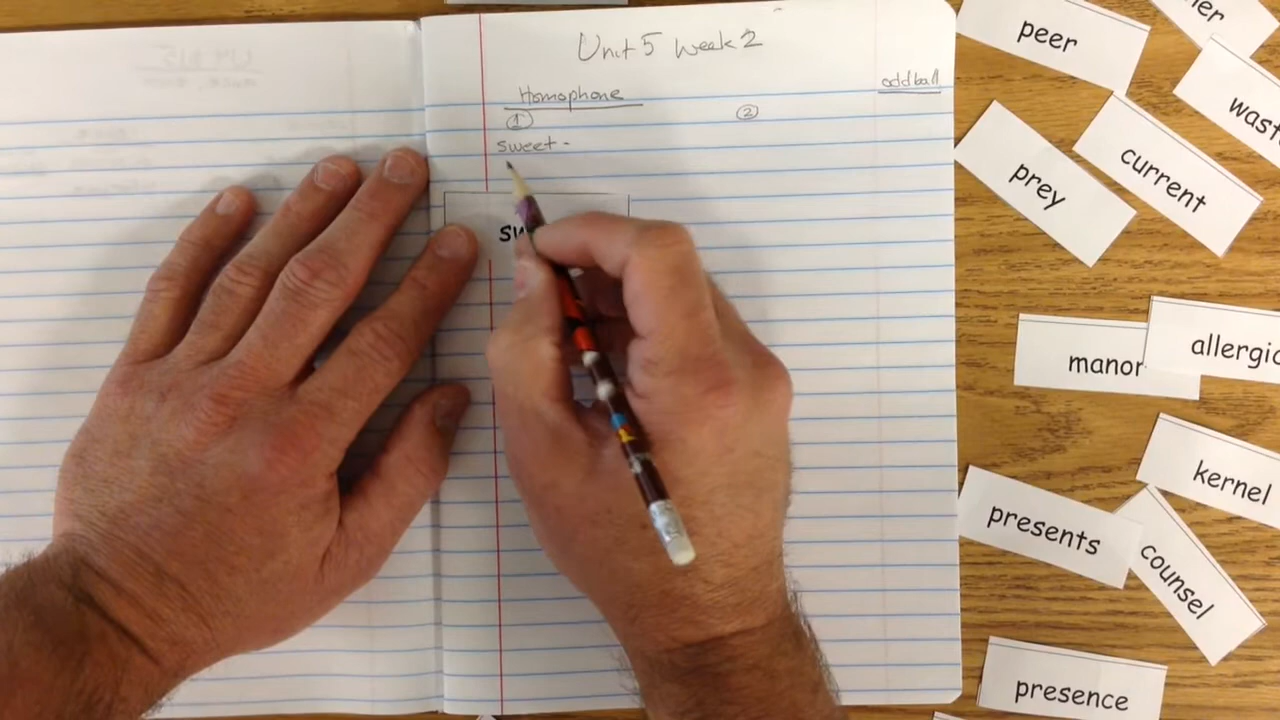 Unit 5 Week 2
oddball
Homophone
① ②
sweet -
peer
prey
current
manor
allergic
kernel
presents
counsel
presence